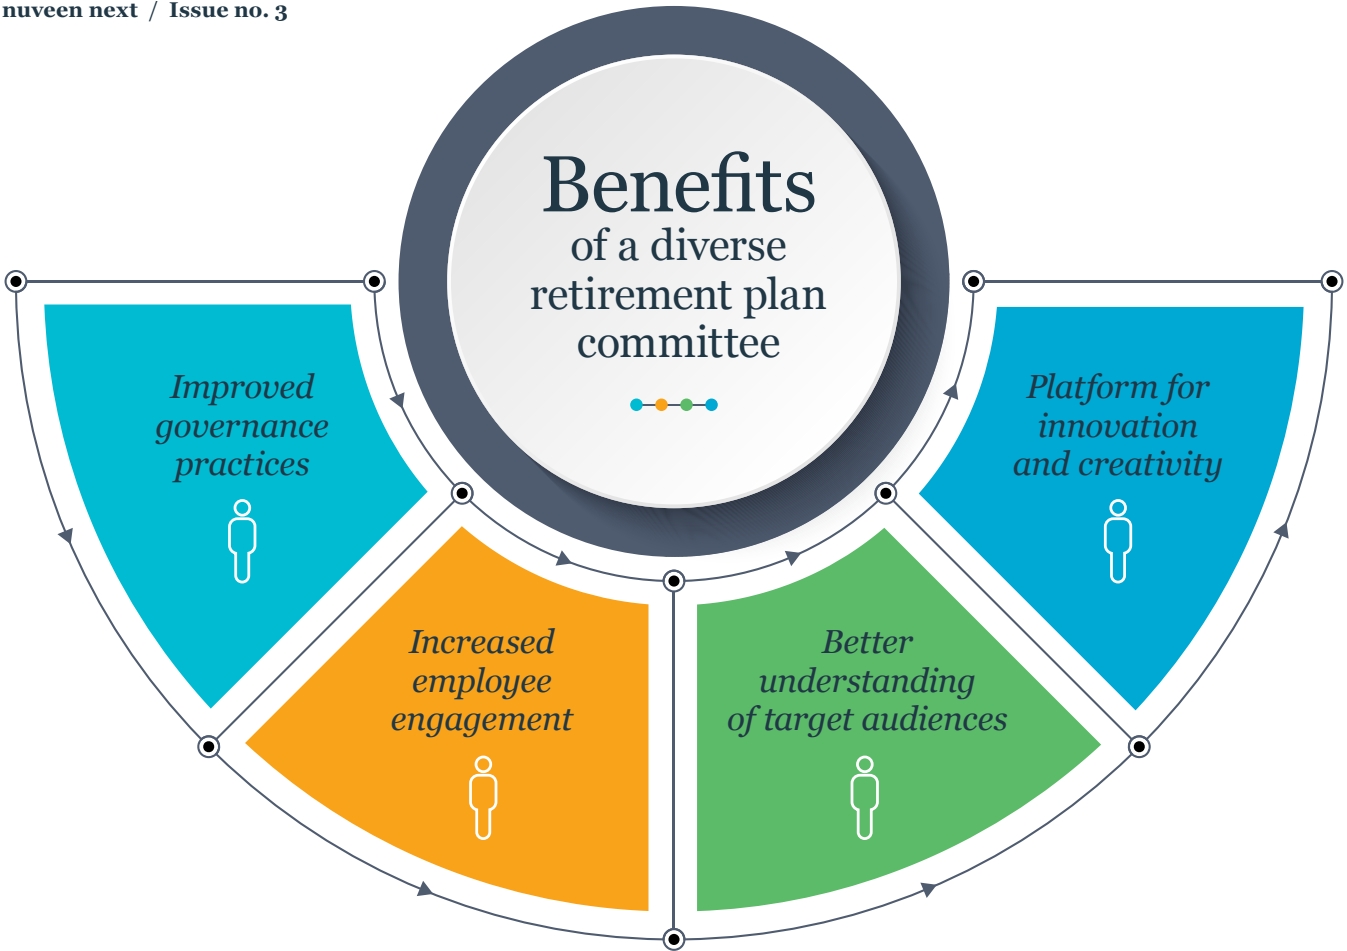 nuveen next / Issue no. 3
Benefits
of a diverse
retirement plan
committee
Improved
governance
practices
Increased
employee
engagement
Better
understanding
of target audiences
Platform for
innovation
and creativity